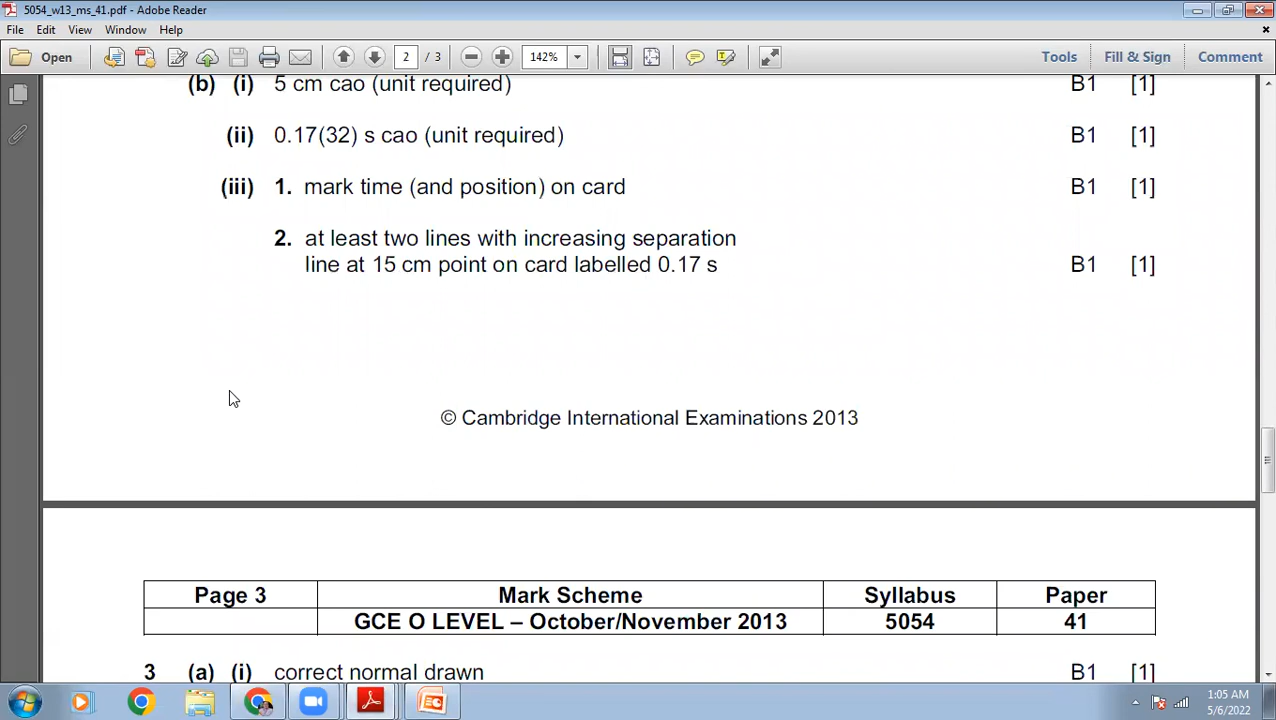 5054_w13_ms_41.pdf - Adobe Reader
File Edit View Window Help
Open 2 / 3 142% Tools Fill & Sign Comment
(b) (i) 5 cm cao (unit required) B1 [1]
(ii) 0.17(32) s cao (unit required) B1 [1]
(iii) 1. mark time (and position) on card B1 [1]
2. at least two lines with increasing separation
line at 15 cm point on card labelled 0.17 s B1 [1]
© Cambridge International Examinations 2013
Page 3 Mark Scheme Syllabus Paper
GCE O LEVEL – October/November 2013 5054 41
3 (a) (i) correct normal drawn B1 [1]
1:05 AM
5/6/2022